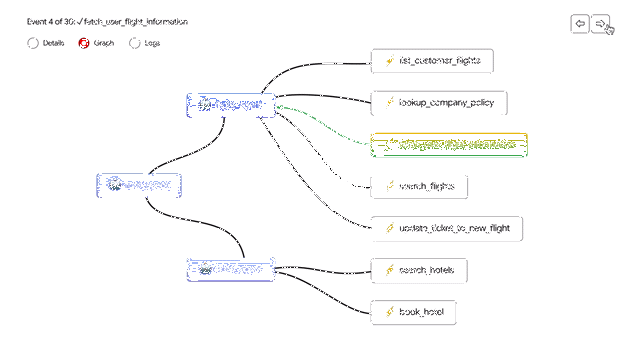 Event 4 of 30: ✓ fetch_user_flight_information
Details
Graph
Logs
list_customer_flights
lookup_company_policy
search_flights
update_ticket_to_new_flight
search_hotels
book_hotel